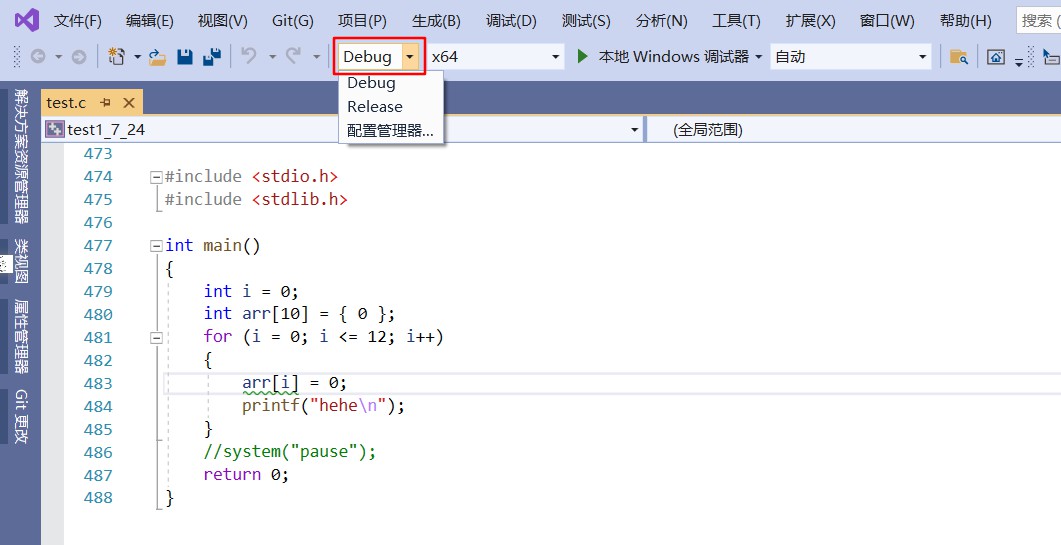 文件(F) 编辑(E) 视图(V) Git(G) 项目(P) 生成(B) 调试(D) 测试(S) 分析(N) 工具(T) 扩展(X) 窗口(W) 帮助(H) 搜索
Debug x64 本地 Windows 调试器 自动
Debug
Release
配置管理器...
解决方案资源管理器
类视图
属性管理器
Git 更改
test.c
test1_7_24 (全局范围)
473
474 #include <stdio.h>
475 #include <stdlib.h>
476
477 int main()
478 {
479 int i = 0;
480 int arr[10] = { 0 };
481 for (i = 0; i <= 12; i++)
482 {
483 arr[i] = 0;
484 printf("hehe\n");
485 }
486 //system("pause");
487 return 0;
488 }